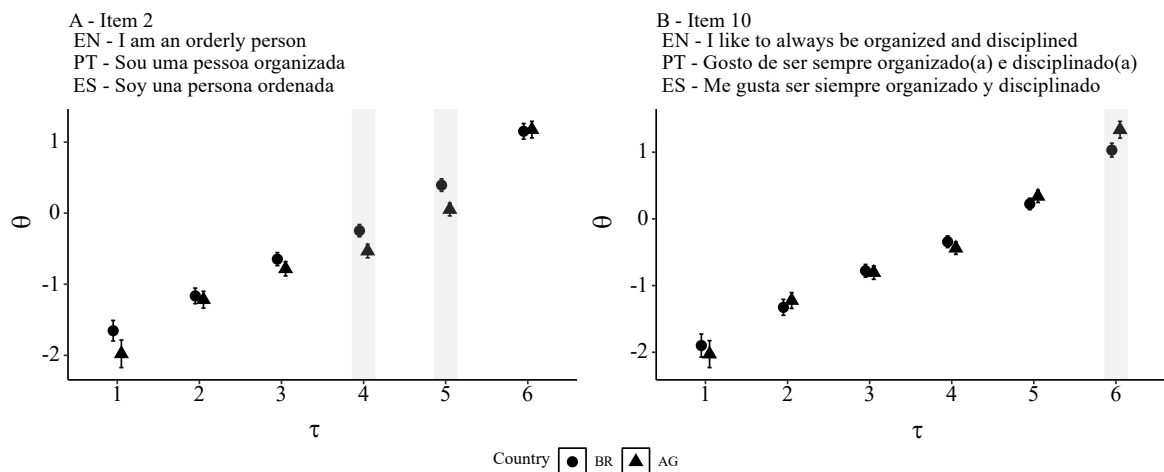 A - Item 2
EN - I am an orderly person
PT - Sou uma pessoa organizada
ES - Soy una persona ordenada
1
0
-1
-2
θ
1 2 3 4 5 6
τ
B - Item 10
EN - I like to always be organized and disciplined
PT - Gosto de ser sempre organizado(a) e disciplinado(a)
ES - Me gusta ser siempre organizado y disciplinado
1
0
-1
-2
θ
1 2 3 4 5 6
τ
Country BR AG